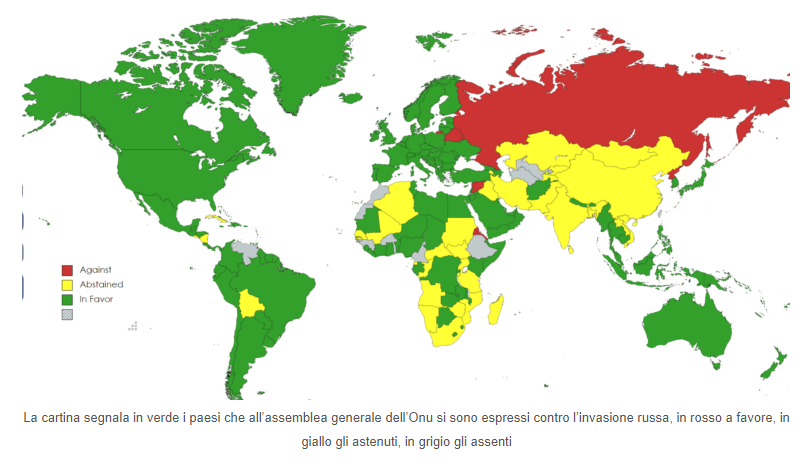 Against
Abstained
In Favor
La cartina segnala in verde i paesi che all'assemblea generale dell'Onu si sono espressi contro l'invasione russa, in rosso a favore, in
giallo gli astenuti, in grigio gli assenti